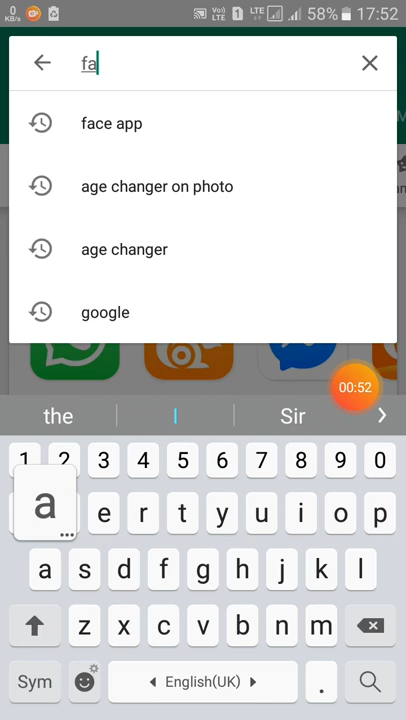 0
KB/s
VoI)
LTE
1
LTE
58%
17:52
fa
face app
age changer on photo
age changer
google
00:52
the
I
Sir
1 2 3 4 5 6 7 8 9 0
a
e r t y u i o p
a s d f g h j k l
z x c v b n m
Sym
English(UK)
.